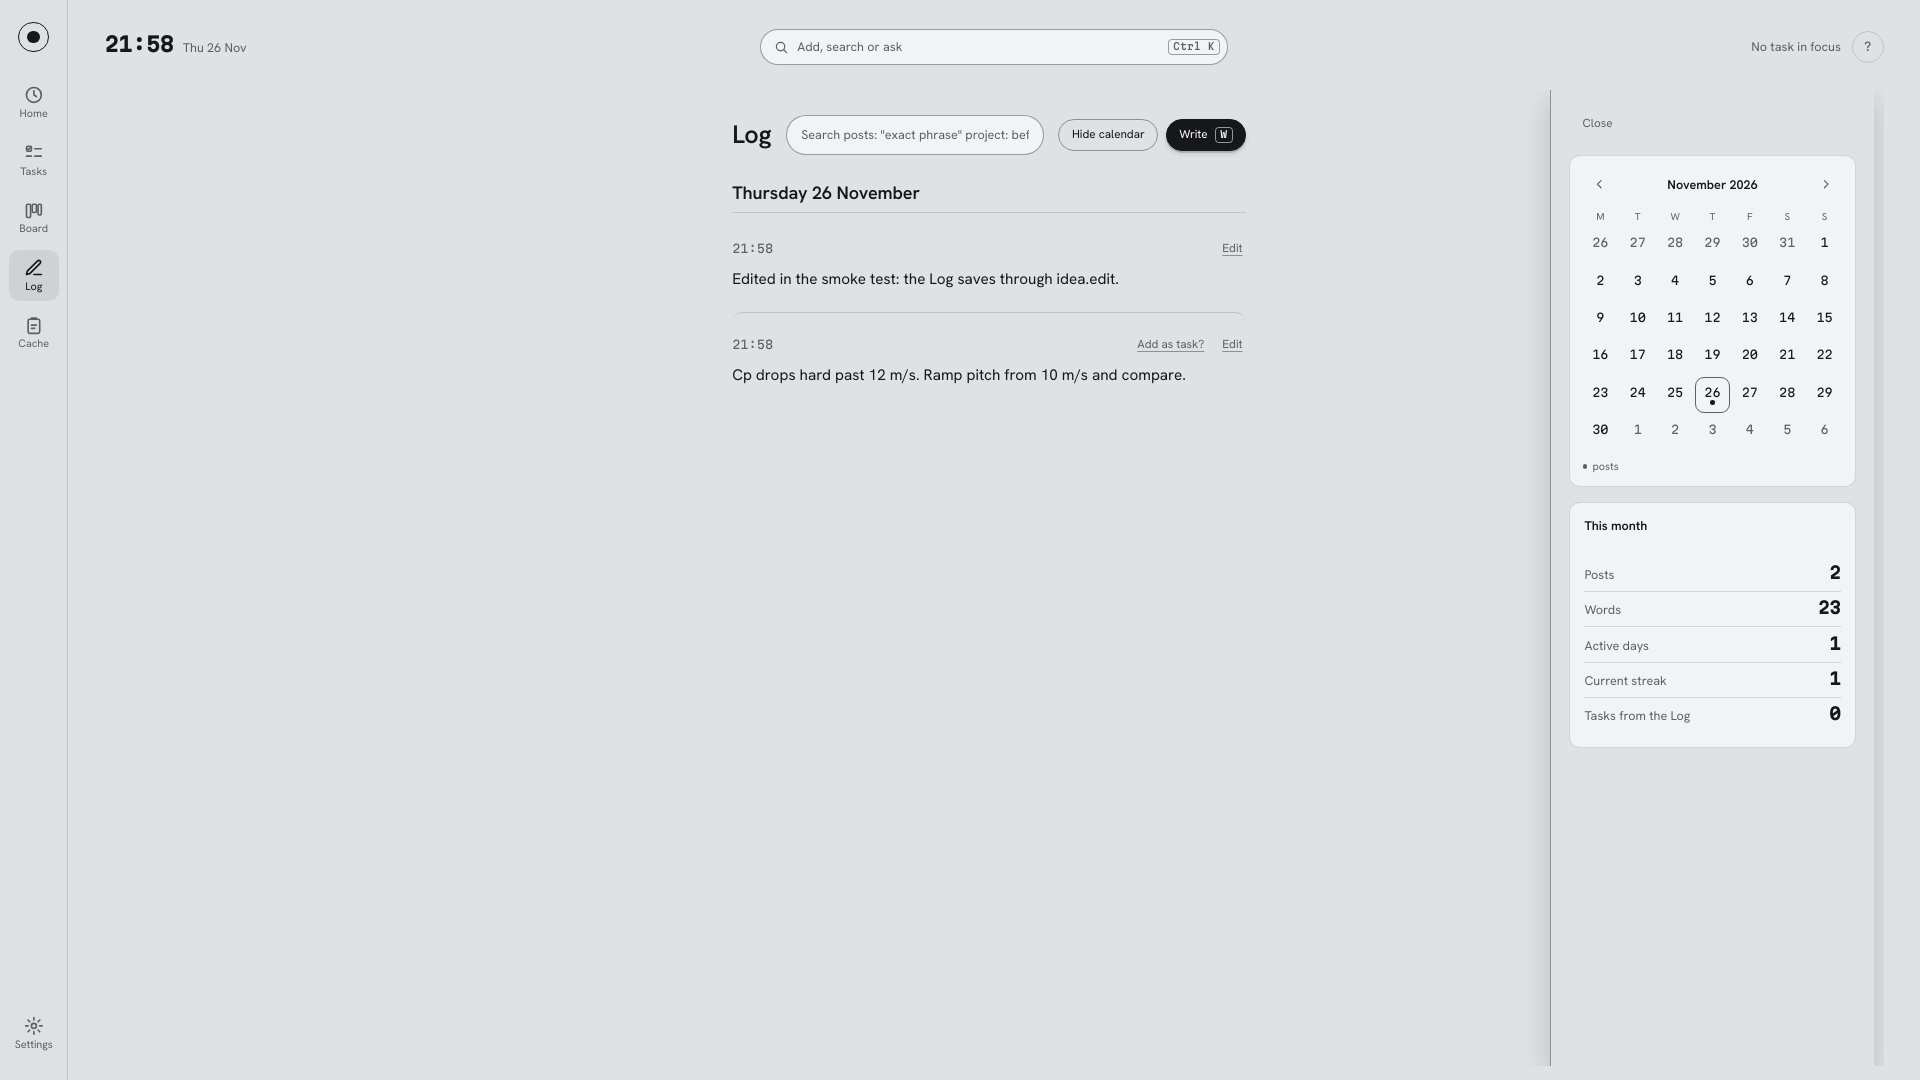 21:58 Thu 26 Nov
Add, search or ask Ctrl K
No task in focus ?
Home
Tasks
Board
Log
Cache
Settings
Log
Search posts: "exact phrase" project: bef
Hide calendar
Write W
Thursday 26 November
21:58 Edit
Edited in the smoke test: the Log saves through idea.edit.
21:58 Add as task? Edit
Cp drops hard past 12 m/s. Ramp pitch from 10 m/s and compare.
Close
November 2026
M T W T F S S
26 27 28 29 30 31 1
2 3 4 5 6 7 8
9 10 11 12 13 14 15
16 17 18 19 20 21 22
23 24 25 26 27 28 29
30 1 2 3 4 5 6
posts
This month
Posts 2
Words 23
Active days 1
Current streak 1
Tasks from the Log 0